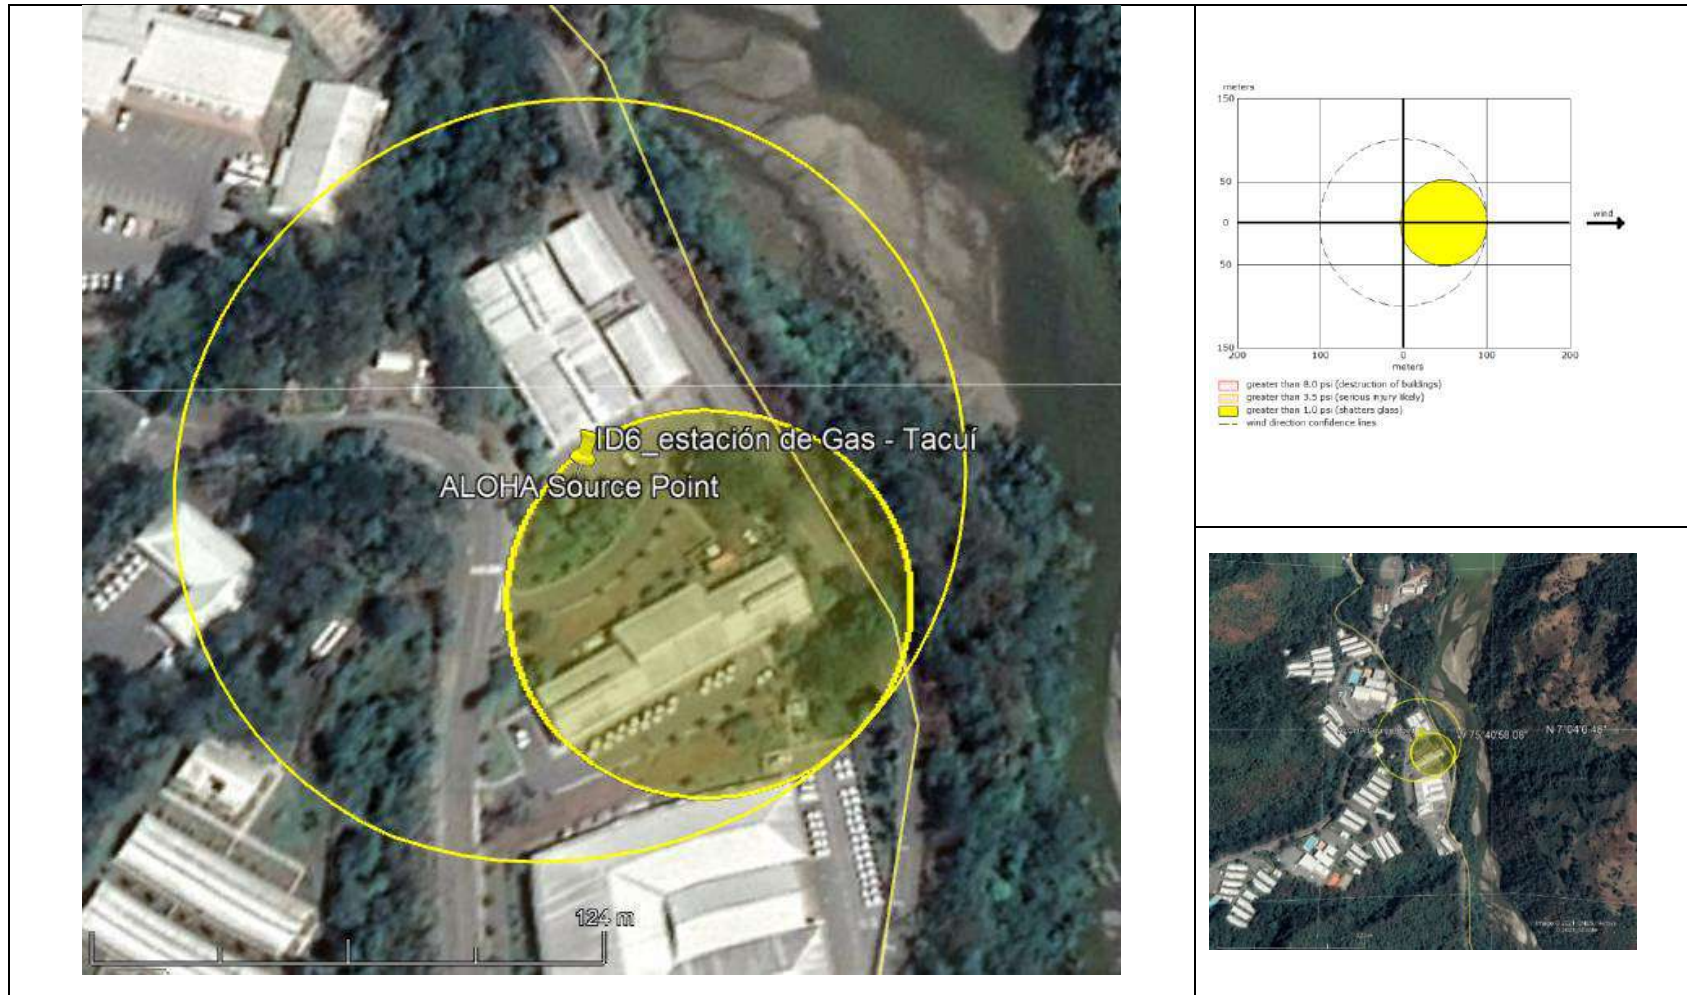 ID6_estación de Gas - Tacuí
ALOHA Source Point
124 m
meters
150
50
0
50
150
200 100 0 100 200
meters
wind
greater than 8.0 psi (destruction of buildings)
greater than 3.5 psi (serious injury likely)
greater than 1.0 psi (shatters glass)
wind direction confidence lines
W 75°40'58.08"
N 7°04'6.48"